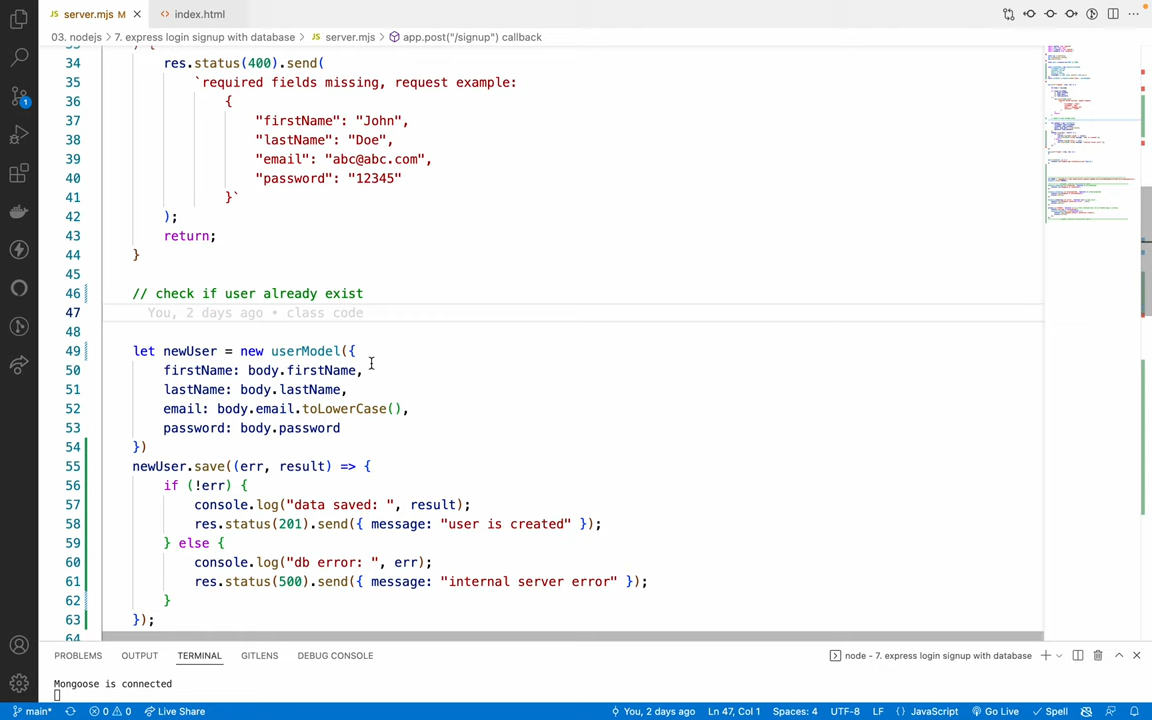 server.mjs M
index.html
03. nodejs > 7. express login signup with database > server.mjs > app.post("/signup") callback
34 res.status(400).send(
35 `required fields missing, request example:
36 {
37 "firstName": "John",
38 "lastName": "Doe",
39 "email": "abc@abc.com",
40 "password": "12345"
41 }`
42 );
43 return;
44 }
45
46 // check if user already exist
47 You, 2 days ago • class code
48
49 let newUser = new userModel({
50 firstName: body.firstName,
51 lastName: body.lastName,
52 email: body.email.toLowerCase(),
53 password: body.password
54 })
55 newUser.save((err, result) => {
56 if (!err) {
57 console.log("data saved: ", result);
58 res.status(201).send({ message: "user is created" });
59 } else {
60 console.log("db error: ", err);
61 res.status(500).send({ message: "internal server error" });
62 }
63 });
64
PROBLEMS OUTPUT TERMINAL GITLENS DEBUG CONSOLE
node - 7. express login signup with database
Mongoose is connected
main* 0 0 Live Share
You, 2 days ago Ln 47, Col 1 Spaces: 4 UTF-8 LF {} JavaScript Go Live Spell
1